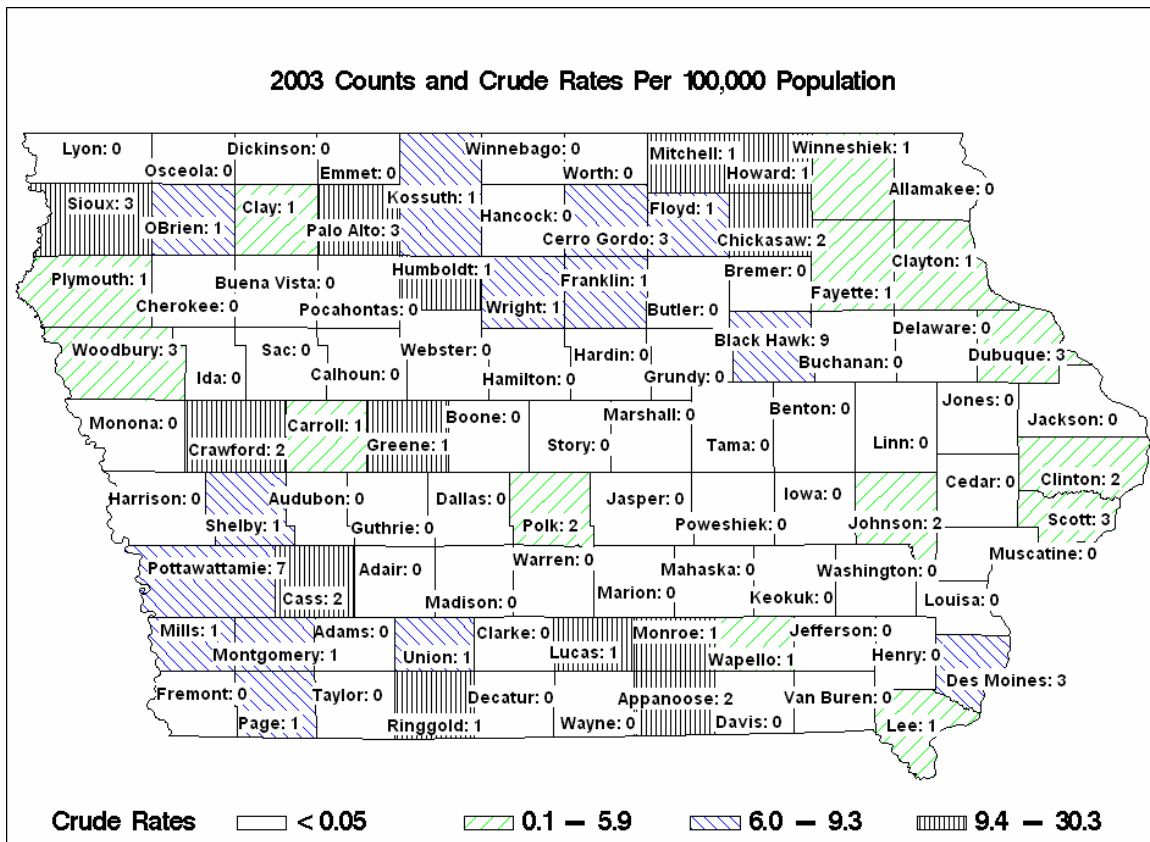 2003 Counts and Crude Rates Per 100,000 Population
Lyon: 0
Osceola: 0
Dickinson: 0
Emmet: 0
Winnebago: 0
Worth: 0
Mitchell: 1
Howard: 1
Winneshiek: 1
Allamakee: 0
Sioux: 3
OBrien: 1
Clay: 1
Palo Alto: 3
Kossuth: 1
Hancock: 0
Cerro Gordo: 3
Floyd: 1
Chickasaw: 2
Plymouth: 1
Cherokee: 0
Buena Vista: 0
Pocahontas: 0
Humboldt: 1
Wright: 1
Franklin: 1
Butler: 0
Bremer: 0
Fayette: 1
Clayton: 1
Woodbury: 3
Ida: 0
Sac: 0
Calhoun: 0
Webster: 0
Hamilton: 0
Hardin: 0
Grundy: 0
Black Hawk: 9
Buchanan: 0
Delaware: 0
Dubuque: 3
Monona: 0
Crawford: 2
Carroll: 1
Greene: 1
Boone: 0
Story: 0
Marshall: 0
Tama: 0
Benton: 0
Linn: 0
Jones: 0
Jackson: 0
Harrison: 0
Shelby: 1
Audubon: 0
Guthrie: 0
Dallas: 0
Polk: 2
Jasper: 0
Poweshiek: 0
Iowa: 0
Johnson: 2
Cedar: 0
Clinton: 2
Scott: 3
Muscatine: 0
Pottawattamie: 7
Cass: 2
Adair: 0
Madison: 0
Warren: 0
Marion: 0
Mahaska: 0
Keokuk: 0
Washington: 0
Louisa: 0
Mills: 1
Montgomery: 1
Adams: 0
Union: 1
Clarke: 0
Lucas: 1
Monroe: 1
Wapello: 1
Jefferson: 0
Henry: 0
Des Moines: 3
Fremont: 0
Page: 1
Taylor: 0
Ringgold: 1
Decatur: 0
Wayne: 0
Appanoose: 2
Davis: 0
Van Buren: 0
Lee: 1
Crude Rates < 0.05 0.1 – 5.9 6.0 – 9.3 9.4 – 30.3